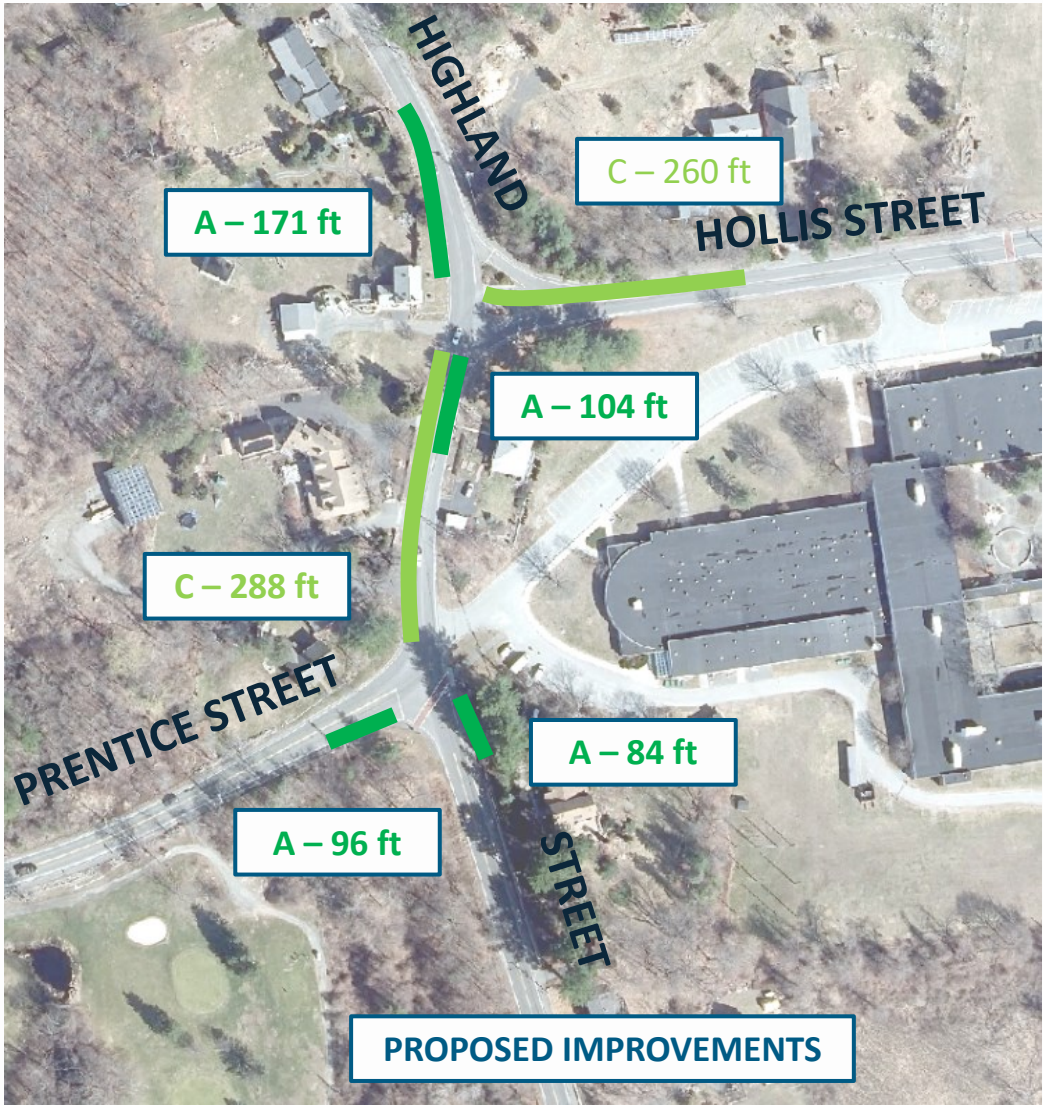 HIGHLAND
C – 260 ft
A – 171 ft
HOLLIS STREET
A – 104 ft
C – 288 ft
PRENTICE STREET
A – 84 ft
A – 96 ft
STREET
PROPOSED IMPROVEMENTS